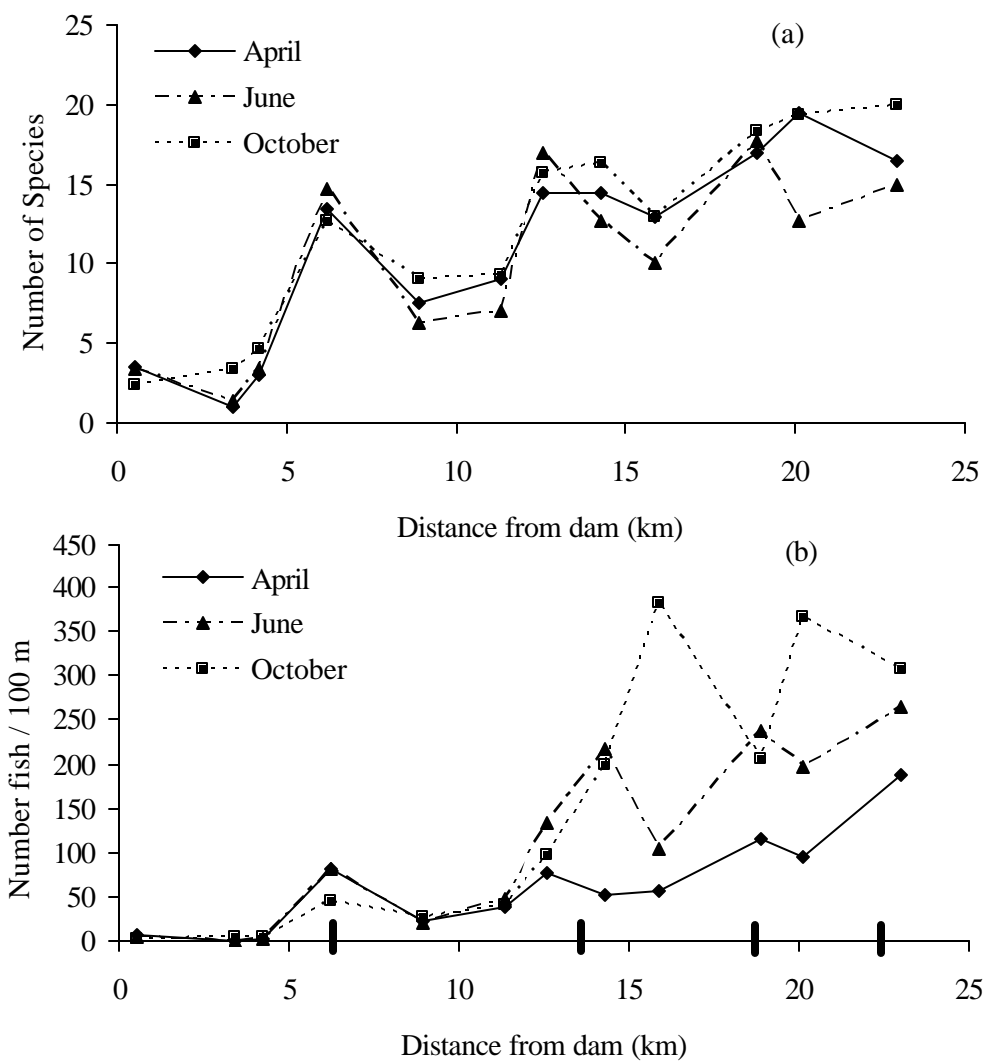 (a)
April
June
October
Number of Species
25
20
15
10
5
0
0 5 10 15 20 25
Distance from dam (km)
(b)
April
June
October
Number fish / 100 m
450
400
350
300
250
200
150
100
50
0
0 5 10 15 20 25
Distance from dam (km)